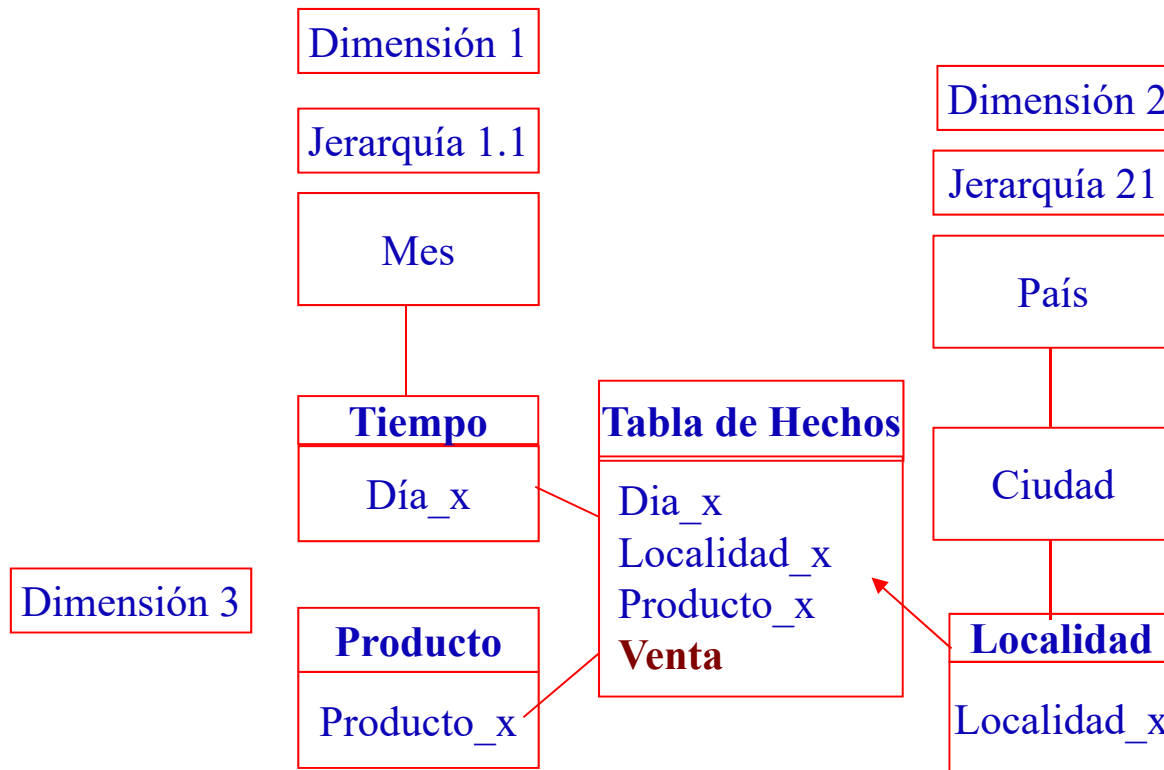 Dimensión 1
Jerarquía 1.1
Mes
Tiempo
Día_x
Dimensión 2
Jerarquía 21
País
Ciudad
Localidad
Localidad_x
Tabla de Hechos
Dia_x
Localidad_x
Producto_x
Venta
Dimensión 3
Producto
Producto_x